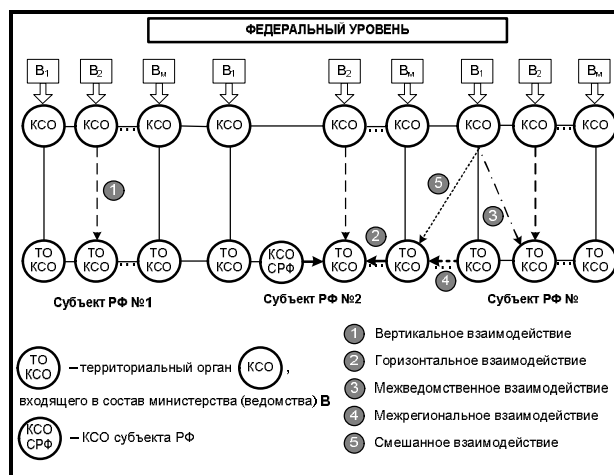 ФЕДЕРАЛЬНЫЙ УРОВЕНЬ
В1 В2 Вм В1 В2 Вм В1 В2 Вм
КСО КСО КСО КСО КСО КСО КСО КСО КСО
1
5
3
2
4
ТО КСО ТО КСО ТО КСО ТО КСО КСО СРФ ТО КСО ТО КСО ТО КСО ТО КСО ТО КСО
Субъект РФ №1 Субъект РФ №2 Субъект РФ №
ТО КСО – территориальный орган КСО ,
входящего в состав министерства (ведомства) В
КСО СРФ – КСО субъекта РФ
1 Вертикальное взаимодействие
2 Горизонтальное взаимодействие
3 Межведомственное взаимодействие
4 Межрегиональное взаимодействие
5 Смешанное взаимодействие